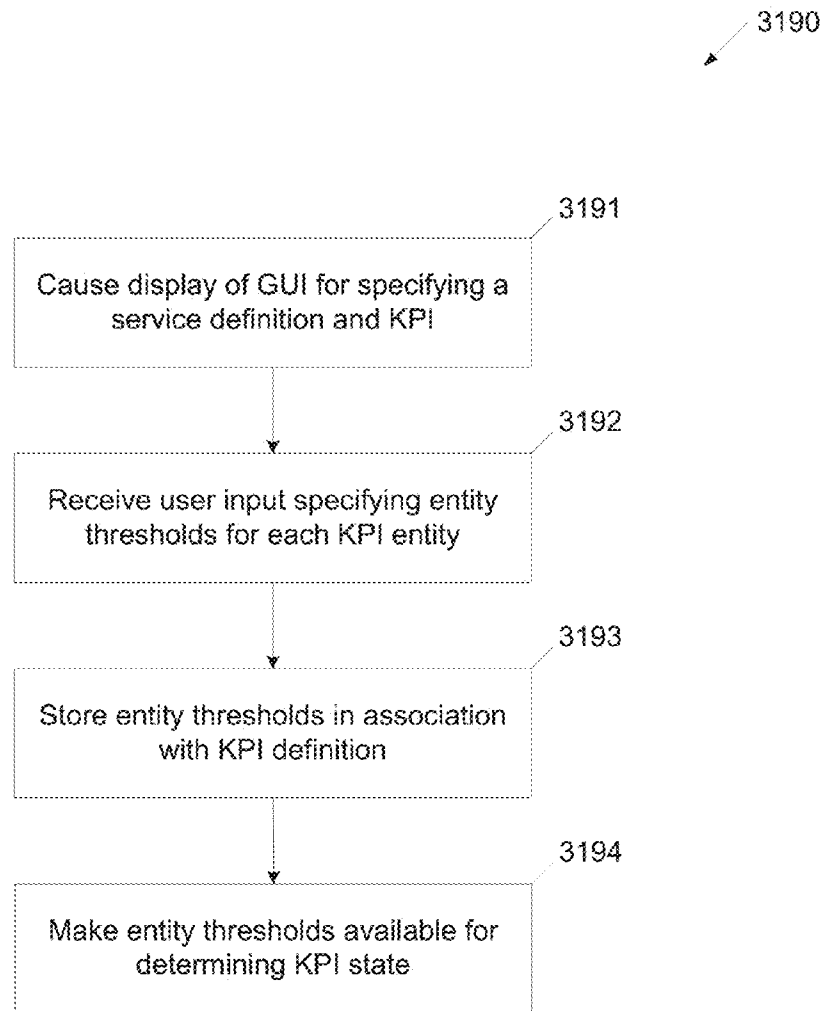 3190
3191
Cause display of GUI for specifying a
service definition and KPI
3192
Receive user input specifying entity
thresholds for each KPI entity
3193
Store entity thresholds in association
with KPI definition
3194
Make entity thresholds available for
determining KPI state